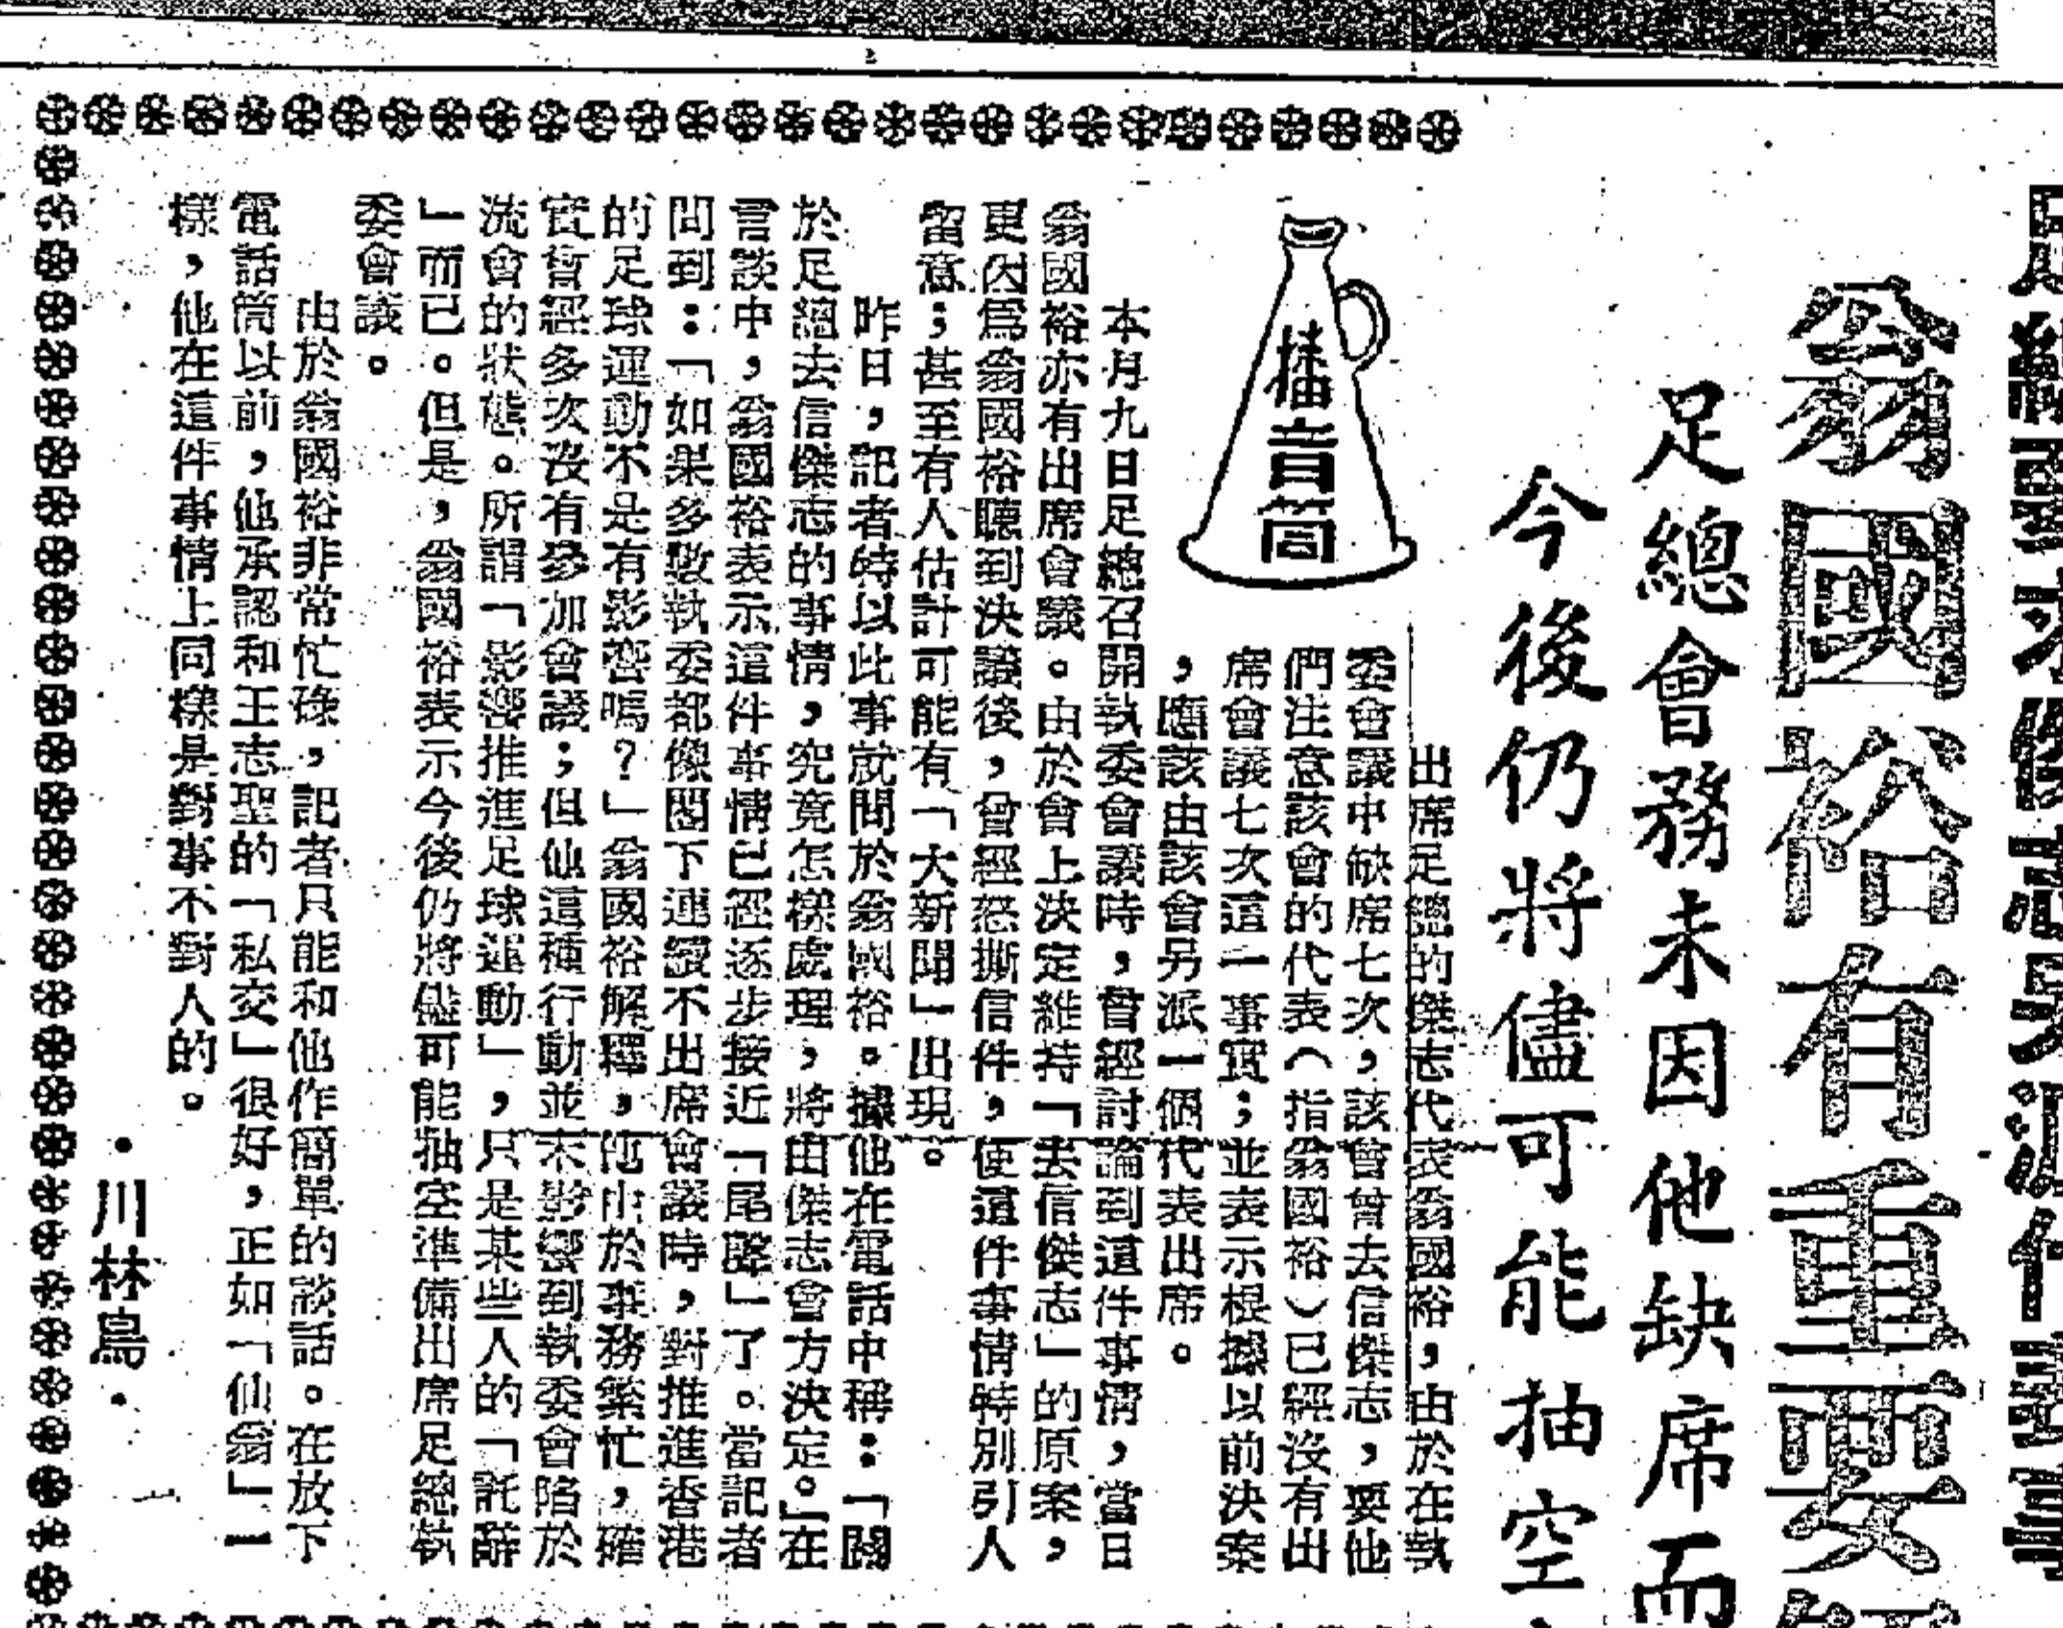 翁國裕有重要
足總會務未因他缺席而
今後仍將儘可能抽空
播音筒
出席足總的傑志代表翁國裕，由於在執
委會議中缺席七次，該會曾去信傑志，要他
們注意該會的代表（指翁國裕）已經沒有出
席會議七次這一事實；並表示根據以前決案
，應該由該會另派一個代表出席。
本月九日足總召開執委會議時，曾經討論到這件事情，當日
翁國裕亦有出席會議。由於會上決定維持「去信傑志」的原案，
更因為翁國裕聽到決議後，曾經怒撕信件，使這件事情特別引人
留意；甚至有人估計可能有「大新聞」出現。
昨日，記者特以此事就問於翁國裕。據他在電話中稱：「關
於足總去信傑志的事情，究竟怎樣處理，將由傑志會方決定。」在
言談中，翁國裕表示這件事情已經逐步接近「尾聲」了。當記者
問到：「如果多數執委都像閣下連續不出席會議時，對推進香港
的足球運動不是有影響嗎？」翁國裕解釋，他由於事務繁忙，確
實曾經多次沒有參加會議；但他這種行動並未影響到執委會陷於
流會的狀態。所謂「影響推進足球運動」，只是某些人的「託辭
」而已。但是，翁國裕表示今後仍將儘可能抽空準備出席足總執
委會議。
由於翁國裕非常忙碌，記者只能和他作簡單的談話。在放下
電話筒以前，他承認和王志聖的「私交」很好，正如「仙翁」一
樣，他在這件事情上同樣是對事不對人的。
・川林鳥・